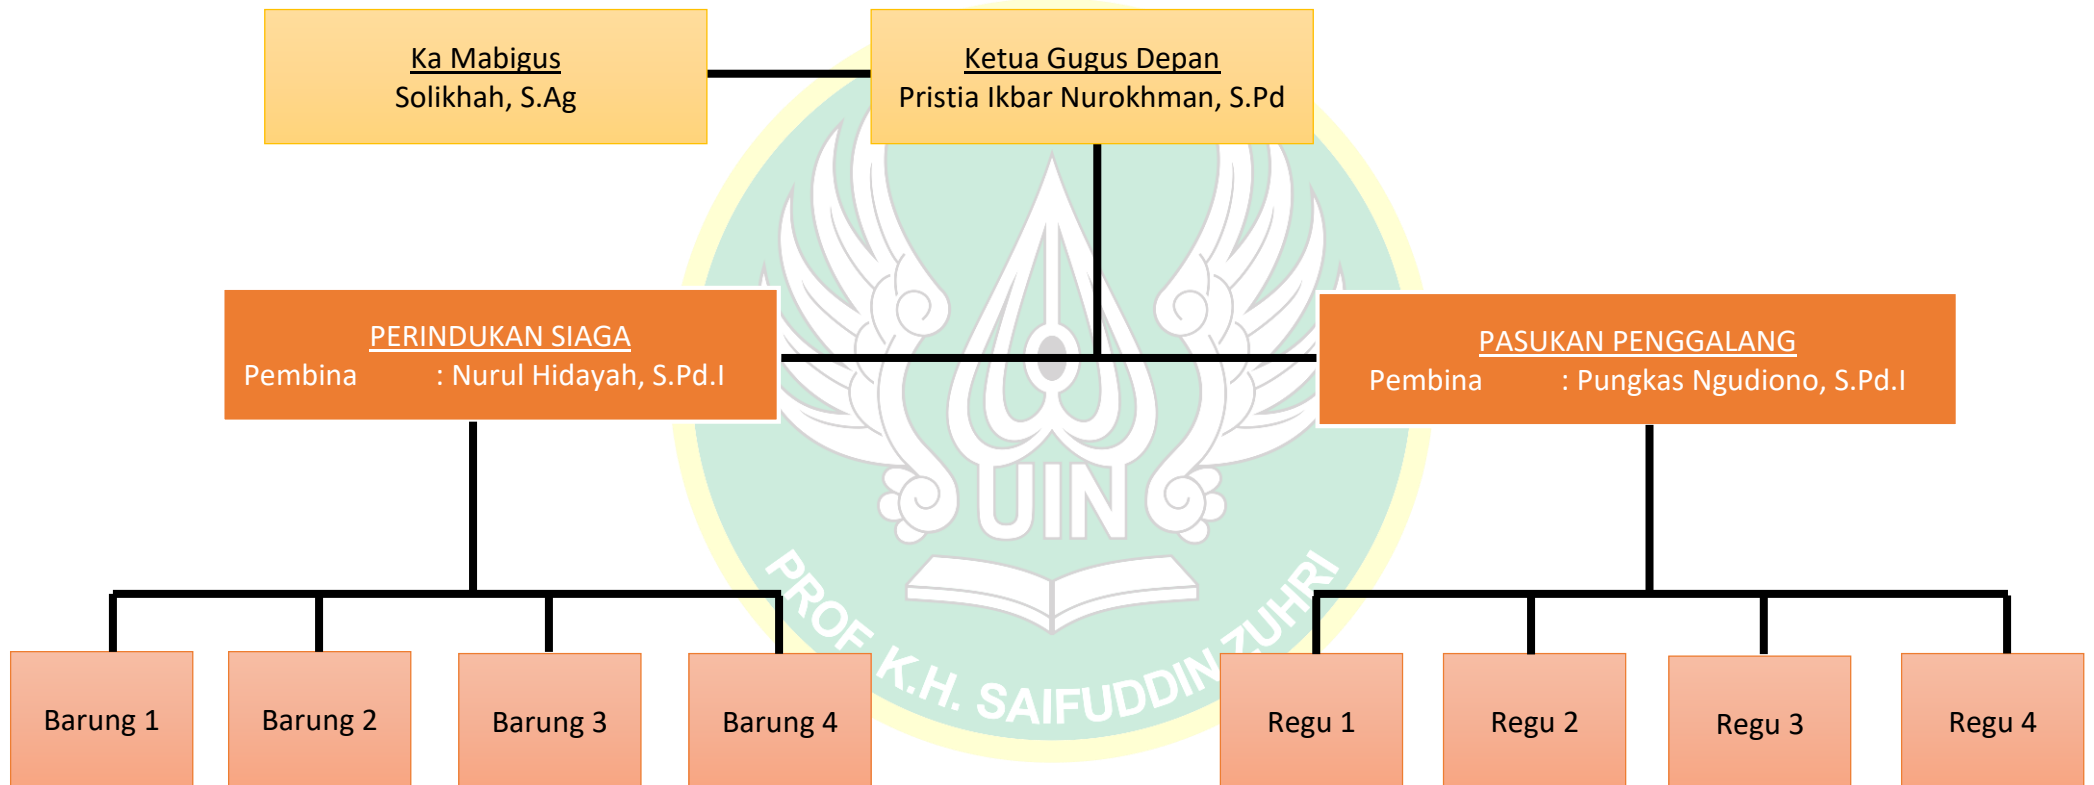 Ka Mabigus
Solikhah, S.Ag
Ketua Gugus Depan
Pristia Ikbar Nurokhman, S.Pd
PERINDUKAN SIAGA
Pembina : Nurul Hidayah, S.Pd.I
PASUKAN PENGGALANG
Pembina : Pungkas Ngudiono, S.Pd.I
UIN
PROF. K.H. SAIFUDDIN ZUHRI
Barung 1
Barung 2
Barung 3
Barung 4
Regu 1
Regu 2
Regu 3
Regu 4